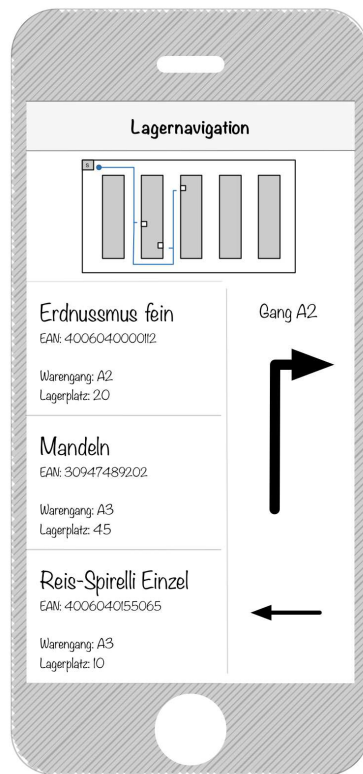 Lagernavigation
S
Erdnussmus fein
EAN: 4006040000112
Warengang: A2
Lagerplatz: 20
Gang A2
Mandeln
EAN: 30947489202
Warengang: A3
Lagerplatz: 45
Reis-Spirelli Einzel
EAN: 4006040155065
Warengang: A3
Lagerplatz: 10